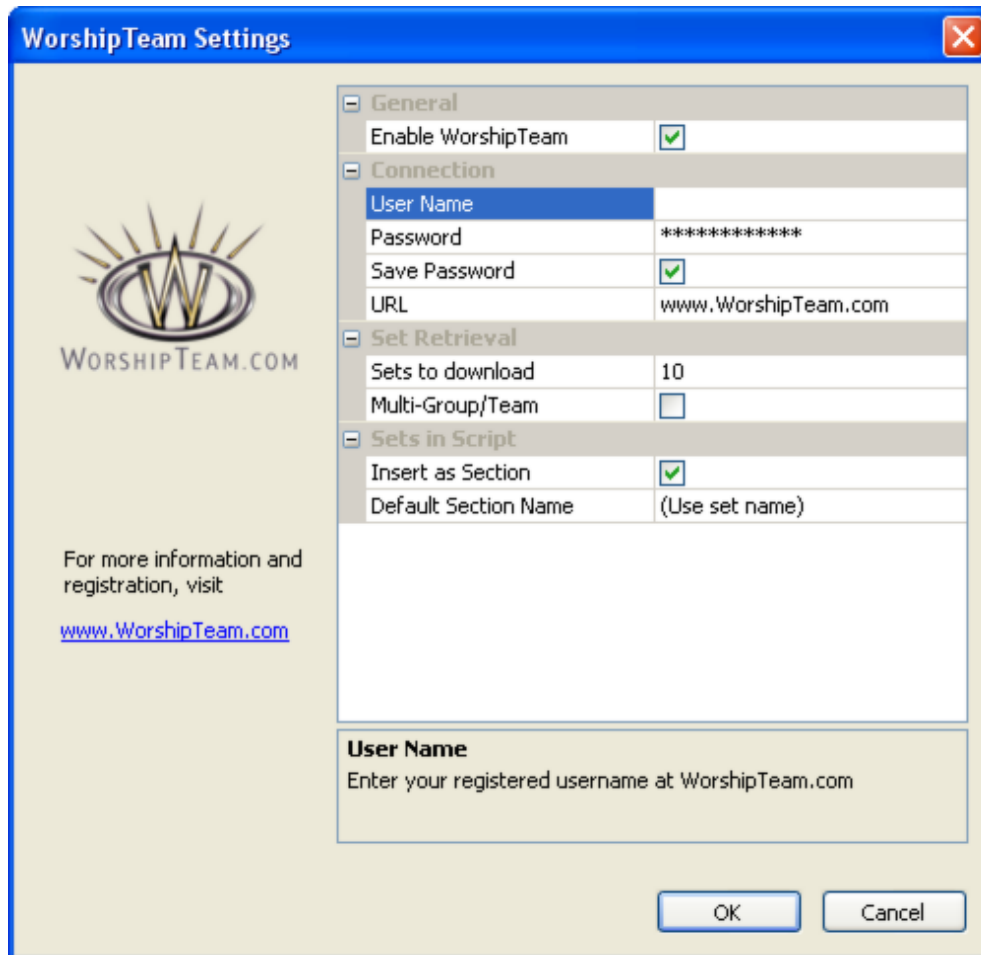 WorshipTeam Settings
General
Enable WorshipTeam
Connection
User Name
Password ************
Save Password
URL www.WorshipTeam.com
Set Retrieval
Sets to download 10
Multi-Group/Team
Sets in Script
Insert as Section
Default Section Name (Use set name)
W
WORSHIPTEAM.COM
For more information and
registration, visit
www.WorshipTeam.com
User Name
Enter your registered username at WorshipTeam.com
OK Cancel